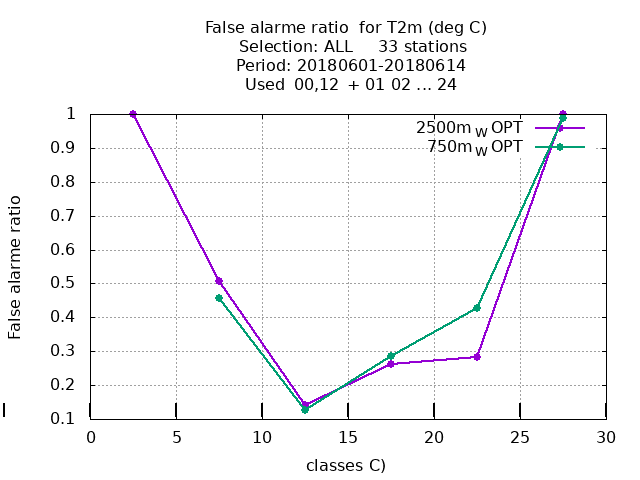 False alarme ratio for T2m (deg C)
Selection: ALL 33 stations
Period: 20180601-20180614
Used 00,12 + 01 02 ... 24
2500m W OPT
750m W OPT
1
0.9
0.8
0.7
0.6
0.5
0.4
0.3
0.2
0.1
False alarme ratio
0 5 10 15 20 25 30
classes C)